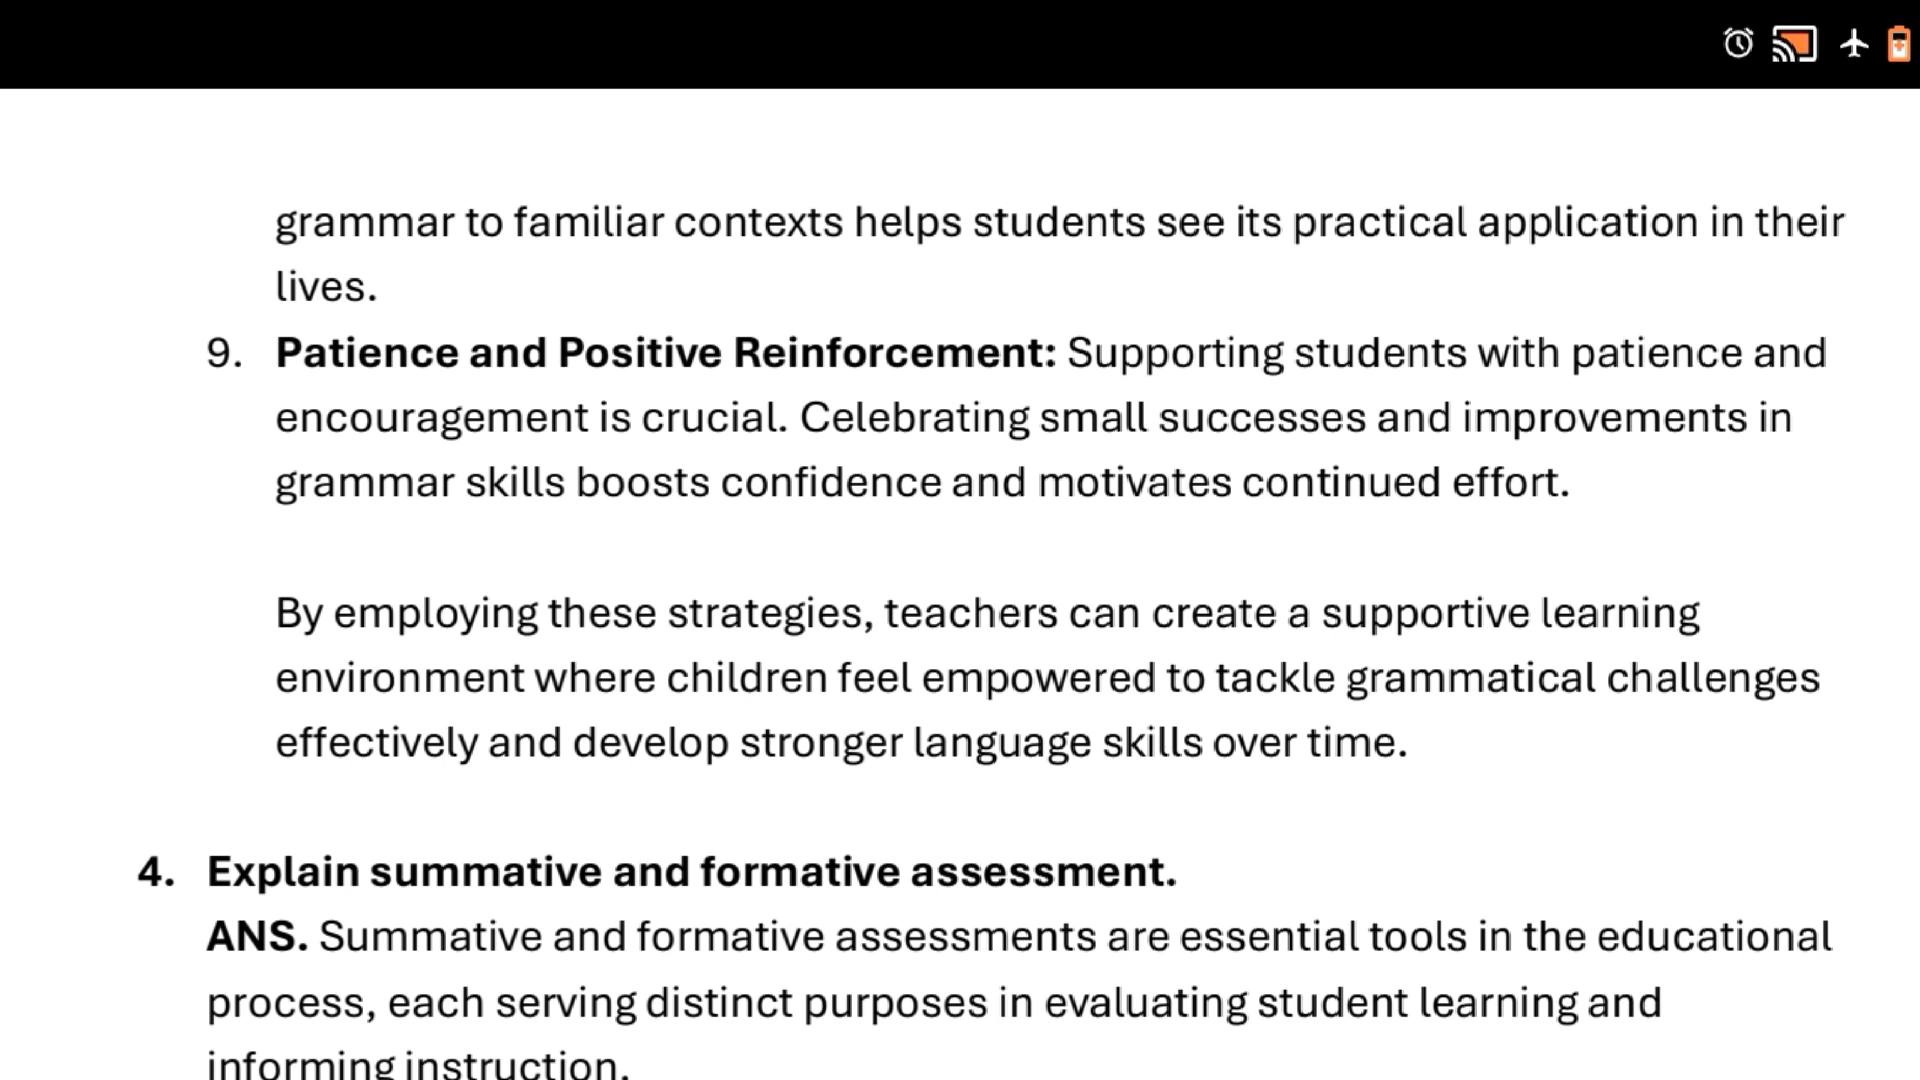 grammar to familiar contexts helps students see its practical application in their
lives.
9. Patience and Positive Reinforcement: Supporting students with patience and
encouragement is crucial. Celebrating small successes and improvements in
grammar skills boosts confidence and motivates continued effort.
By employing these strategies, teachers can create a supportive learning
environment where children feel empowered to tackle grammatical challenges
effectively and develop stronger language skills over time.
4. Explain summative and formative assessment.
ANS. Summative and formative assessments are essential tools in the educational
process, each serving distinct purposes in evaluating student learning and
informing instruction.